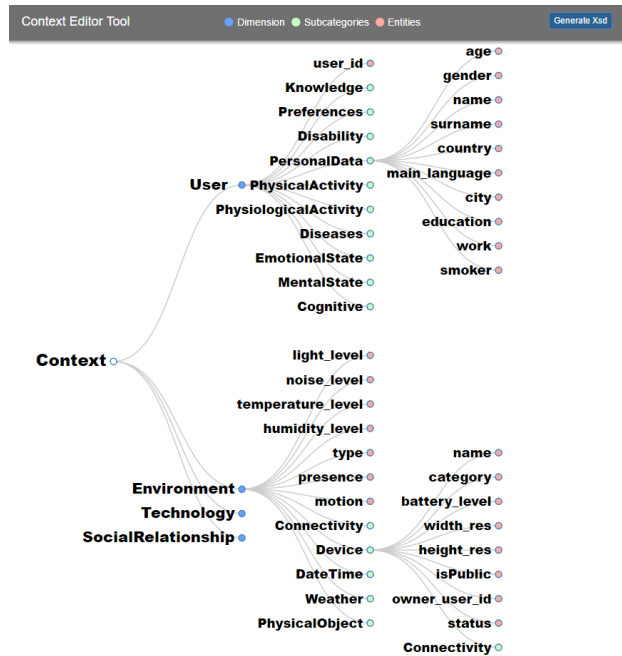 Context Editor Tool
Dimension
Subcategories
Entities
Generate Xsd
Context
User
user_id
Knowledge
Preferences
Disability
PersonalData
age
gender
name
surname
country
main_language
city
education
work
smoker
PhysicalActivity
PhysiologicalActivity
Diseases
EmotionalState
MentalState
Cognitive
Environment
light_level
noise_level
temperature_level
humidity_level
type
presence
motion
Connectivity
Device
name
category
battery_level
width_res
height_res
isPublic
owner_user_id
status
Connectivity
DateTime
Weather
PhysicalObject
Technology
SocialRelationship